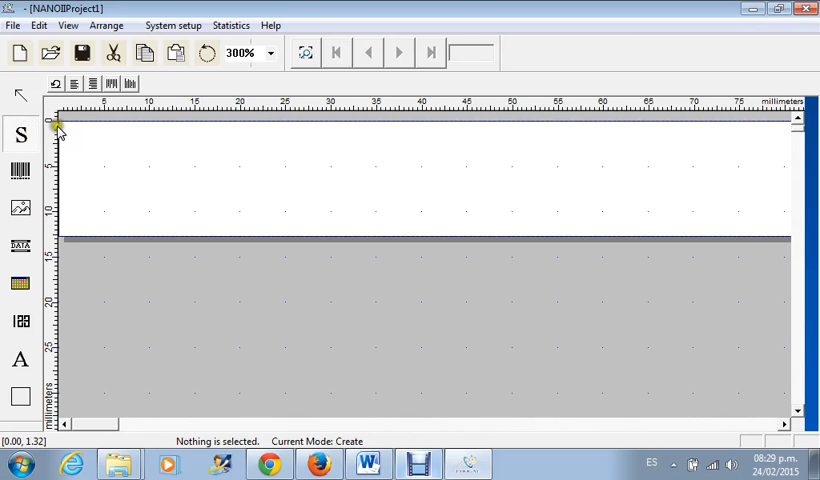 - [NANOIIProject1]
File Edit View Arrange System setup Statistics Help
300%
5 10 15 20 25 30 35 40 45 50 55 60 65 70 75 millimeters
S
DATA
123
A
0
5
10
15
20
25
millimeters
[0.00, 1.32] Nothing is selected. Current Mode: Create
ES 08:29 p.m.
24/02/2015